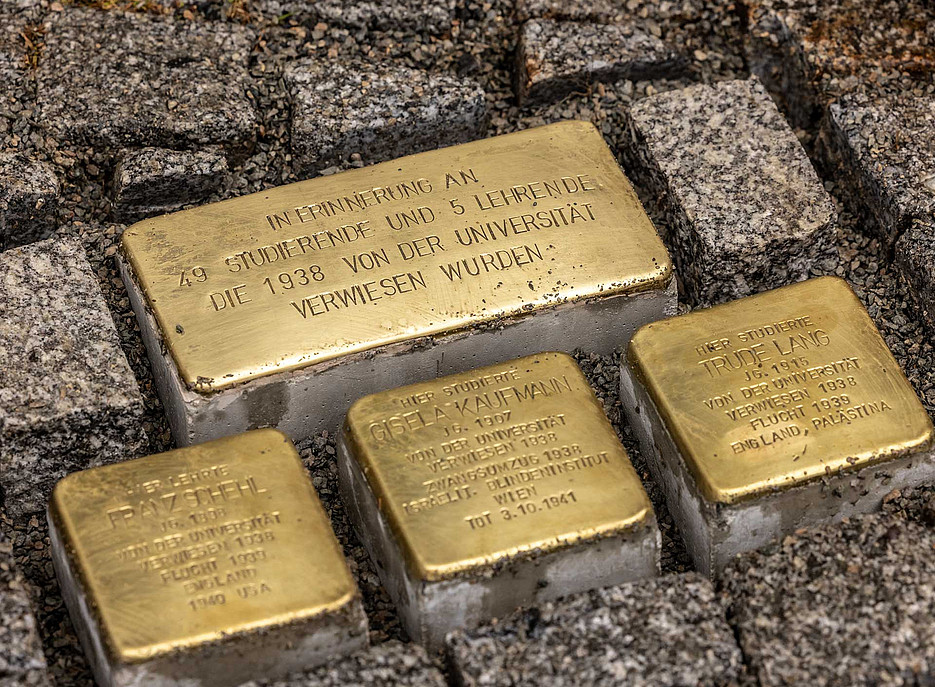 IN ERINNERUNG AN
49 STUDIERENDE UND 5 LEHRENDE,
DIE 1938 VON DER UNIVERSITÄT
VERWIESEN WURDEN
HIER LEHRTE
FRANZ SCHEHL
JG.
VON DER UNIVERSITÄT
VERWIESEN 1938
FLUCHT 1939
ENGLAND
1940 USA
HIER STUDIERTE
GISELA KAUFMANN
JG. 1907
VON DER UNIVERSITÄT
VERWIESEN 1938
ZWANGSUMZUG 1938
ISRAELIT. BLINDENINSTITUT
WIEN
TOT 3.10.1941
HIER STUDIERTE
TRUDE LANG
JG. 1915
VON DER UNIVERSITÄT
VERWIESEN 1938
FLUCHT 1939
ENGLAND, PALÄSTINA